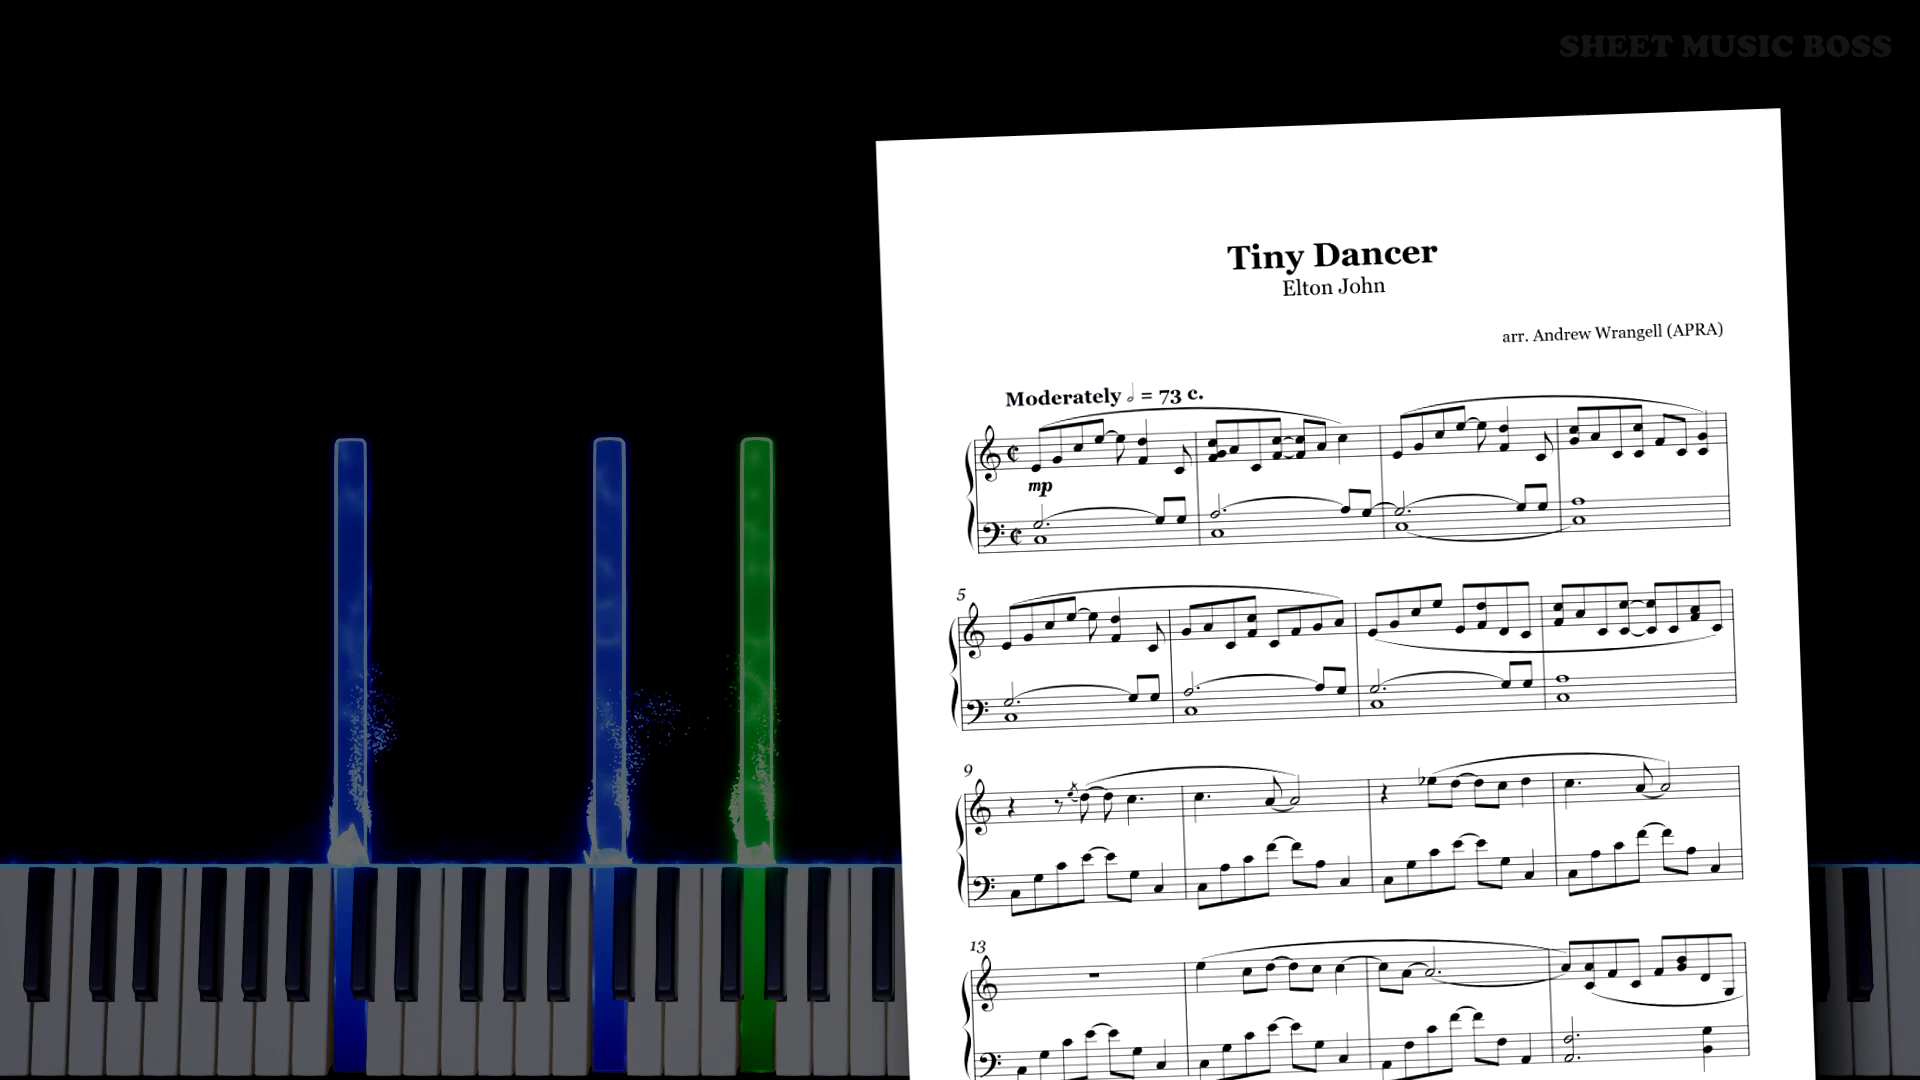 SHEET MUSIC BOSS
Tiny Dancer
Elton John
arr. Andrew Wrangell (APRA)
Moderately 𝅗𝅥 = 73 c.
mp
5
9
13